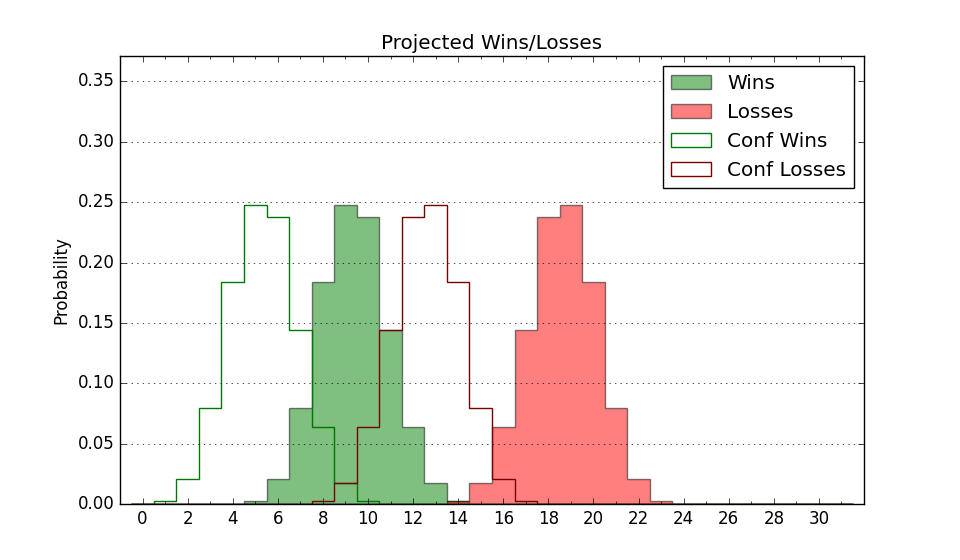 Projected Wins/Losses
Wins
Losses
Conf Wins
Conf Losses
Probability
0.35
0.30
0.25
0.20
0.15
0.10
0.05
0.00
0 2 4 6 8 10 12 14 16 18 20 22 24 26 28 30